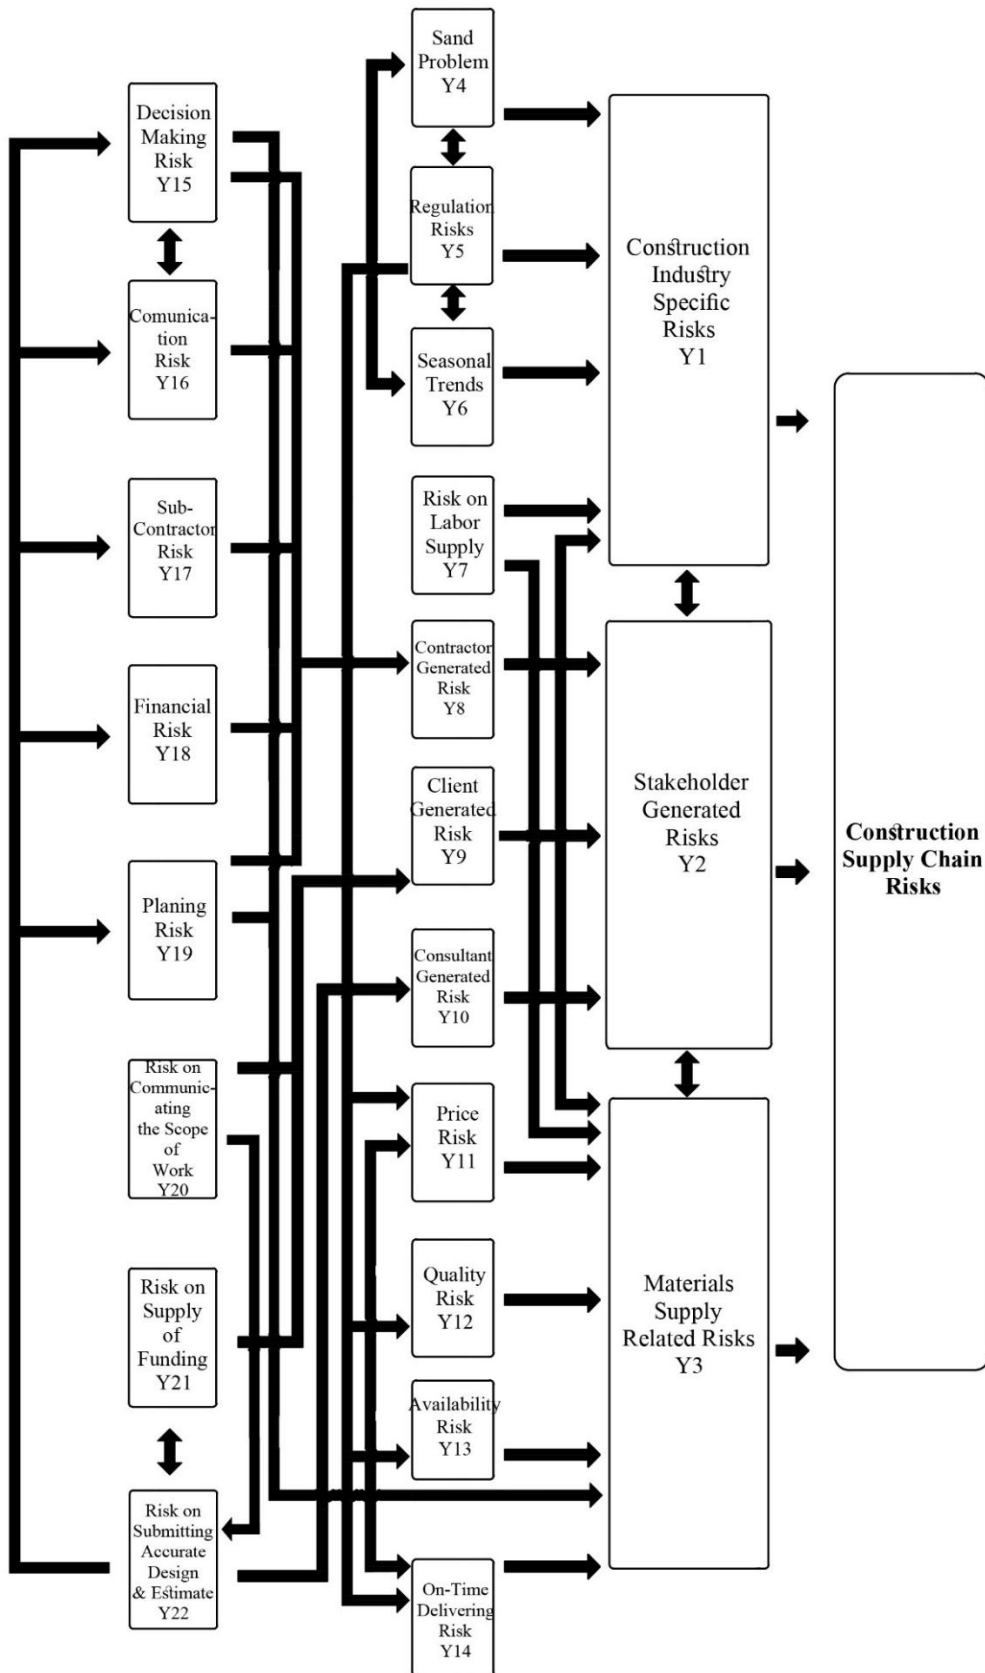 Decision
Making
Risk
Y15
Comunica-
tion
Risk
Y16
Sub-
Contractor
Risk
Y17
Financial
Risk
Y18
Planing
Risk
Y19
Risk on
Communic-
ating
the Scope
of
Work
Y20
Risk on
Supply
of
Funding
Y21
Risk on
Submitting
Accurate
Design
& Estimate
Y22
Sand
Problem
Y4
Regulation
Risks
Y5
Seasonal
Trends
Y6
Risk on
Labor
Supply
Y7
Contractor
Generated
Risk
Y8
Client
Generated
Risk
Y9
Consultant
Generated
Risk
Y10
Price
Risk
Y11
Quality
Risk
Y12
Availability
Risk
Y13
On-Time
Delivering
Risk
Y14
Construction
Industry
Specific
Risks
Y1
Stakeholder
Generated
Risks
Y2
Materials
Supply
Related Risks
Y3
Construction
Supply Chain
Risks